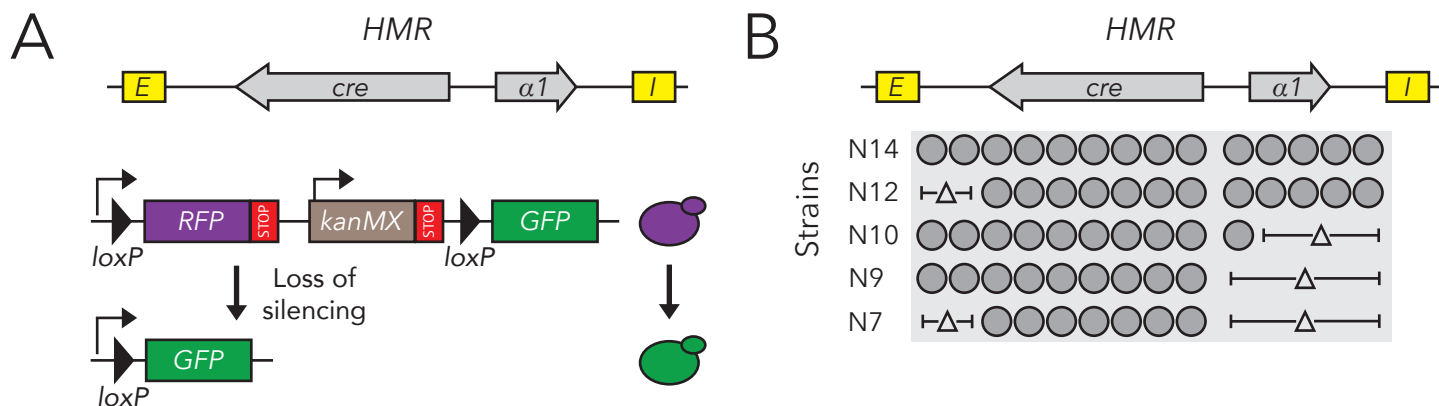 A
HMR
E cre α1 I
RFP STOP kanMX STOP GFP
loxP loxP
Loss of
silencing
GFP
loxP
B
HMR
E cre α1 I
Strains
N14
N12
N10
N9
N7